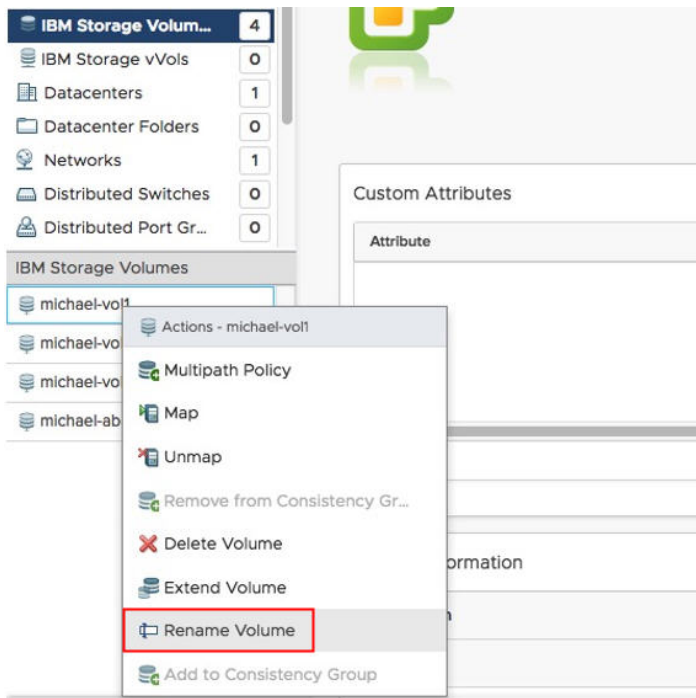 IBM Storage Volum... 4
IBM Storage vVols 0
Datacenters 1
Datacenter Folders 0
Networks 1
Distributed Switches 0
Distributed Port Gr... 0
IBM Storage Volumes
michael-vol1
michael-vo
michael-vo
michael-ab
Actions - michael-vol1
Multipath Policy
Map
Unmap
Remove from Consistency Gr...
Delete Volume
Extend Volume
Rename Volume
Add to Consistency Group
Custom Attributes
Attribute
ormation